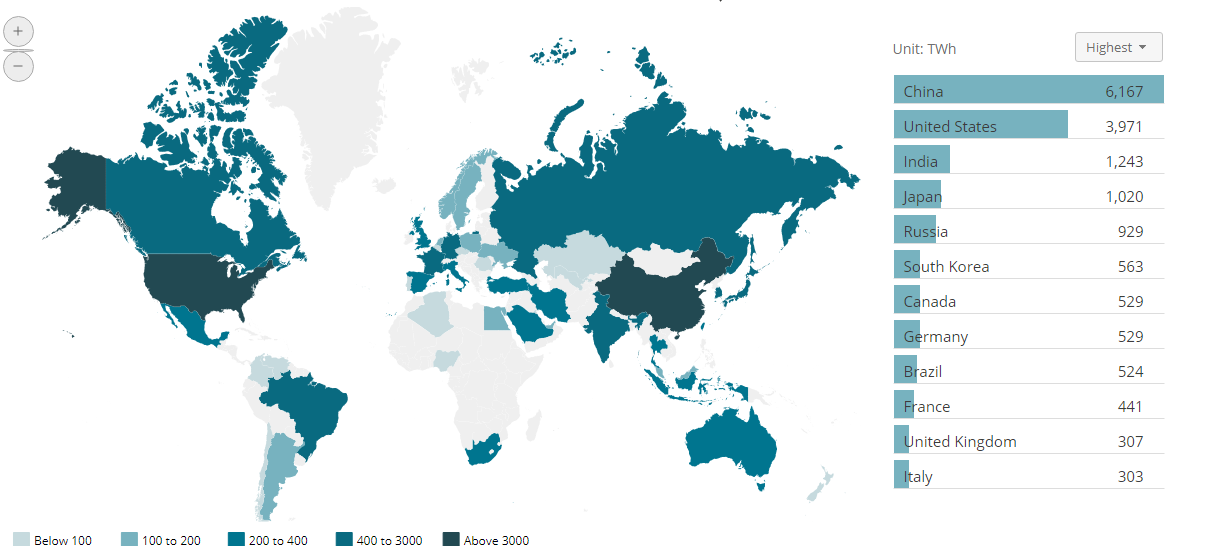 +
−
Unit: TWh
Highest
China 6,167
United States 3,971
India 1,243
Japan 1,020
Russia 929
South Korea 563
Canada 529
Germany 529
Brazil 524
France 441
United Kingdom 307
Italy 303
Below 100 100 to 200 200 to 400 400 to 3000 Above 3000